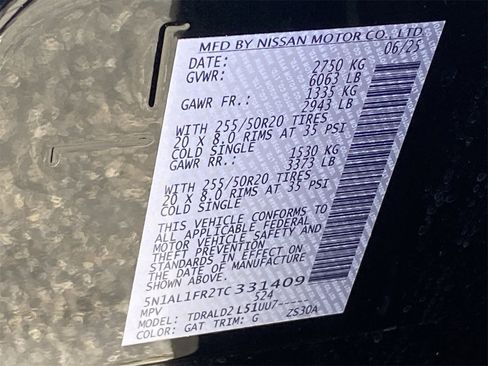 MFD BY NISSAN MOTOR CO., LTD.
DATE: 06/25
GVWR: 2750 KG
6063 LB
GAWR FR.: 1335 KG
2943 LB
WITH 255/50R20 TIRES
20 X 8.0 RIMS AT 35 PSI
COLD SINGLE
GAWR RR.: 1530 KG
3373 LB
WITH 255/50R20 TIRES
20 X 8.0 RIMS AT 35 PSI
COLD SINGLE
THIS VEHICLE CONFORMS TO
ALL APPLICABLE FEDERAL
MOTOR VEHICLE SAFETY AND
THEFT PREVENTION
STANDARDS IN EFFECT ON
THE DATE OF MANUFACTURE
SHOWN ABOVE.
5N1AL1FR2TC331409
MPV 524
MODEL: TDRALD2 L51UU7------
COLOR: GAT TRIM: G ZS30A